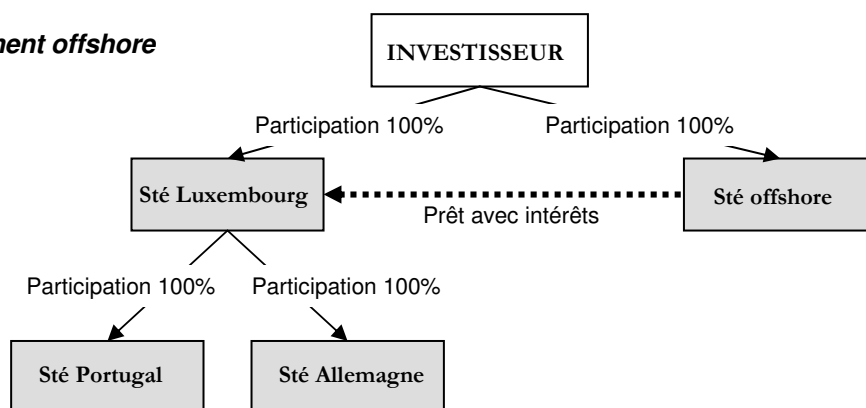 offshore
INVESTISSEUR
Participation 100% Participation 100%
Sté Luxembourg
Sté offshore
Prêt avec intérêts
Participation 100% Participation 100%
Sté Portugal
Sté Allemagne